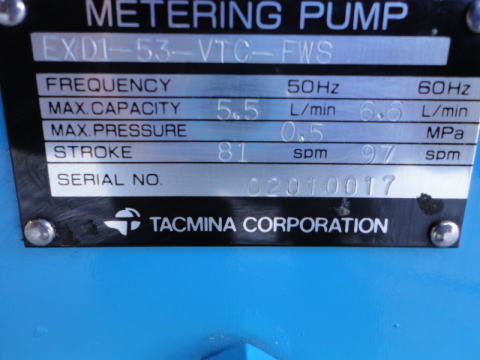 METERING PUMP
EXD1-53-VTC-FWS
FREQUENCY 50Hz 60Hz
MAX.CAPACITY 5.5 L/min 6.6 L/min
MAX.PRESSURE 0.5 MPa
STROKE 81 spm 97 spm
SERIAL NO. 02010017
TACMINA CORPORATION